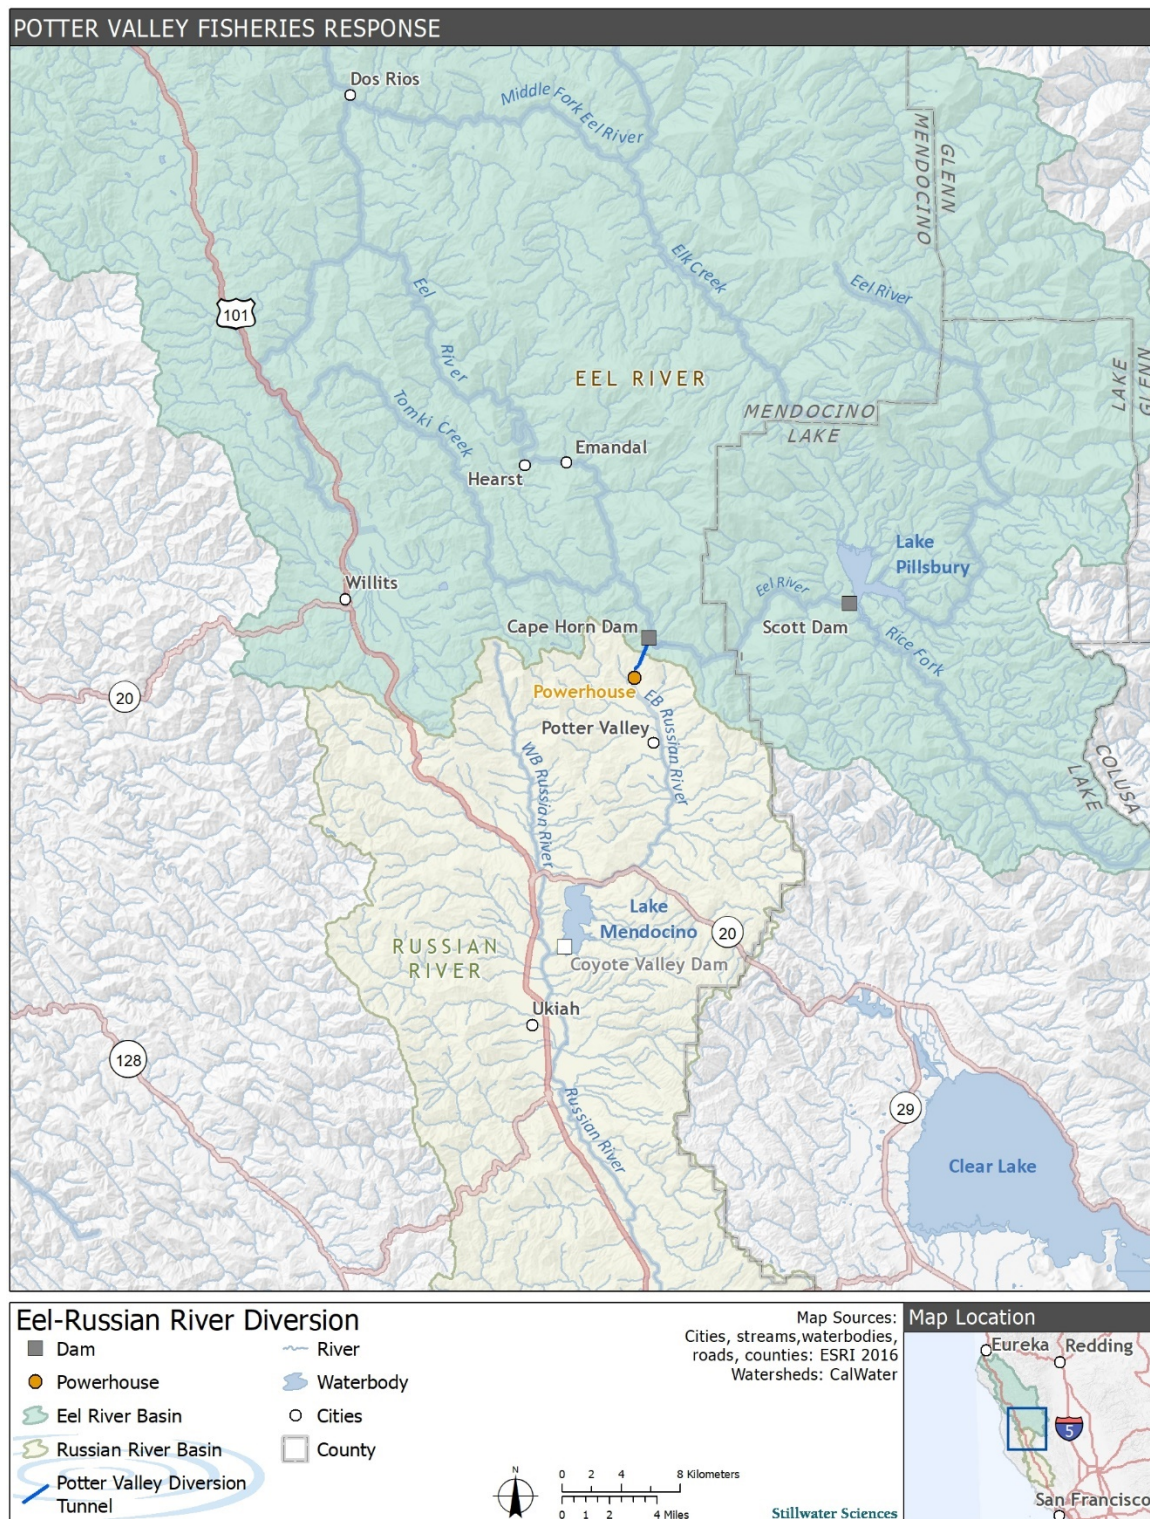 POTTER VALLEY FISHERIES RESPONSE
Dos Rios
Middle Fork Eel River
MENDOCINO
GLENN
101
Eel
River
Elk Creek
Eel River
EEL RIVER
Tomki Creek
LAKE
GLENN
MENDOCINO
LAKE
Emandal
Hearst
Lake
Pillsbury
Eel River
Willits
Cape Horn Dam
Scott Dam
Rice Fork
20
Powerhouse
EB Russian River
Potter Valley
WB Russian River
LAKE
COLUSA
Lake
Mendocino
20
RUSSIAN
RIVER
Coyote Valley Dam
Ukiah
128
29
Russian River
Clear Lake
Eel-Russian River Diversion
Dam
Powerhouse
Eel River Basin
Russian River Basin
Potter Valley Diversion
Tunnel
River
Waterbody
Cities
County
Map Sources:
Cities, streams,waterbodies,
roads, counties: ESRI 2016
Watersheds: CalWater
N
0 2 4 8 Kilometers
0 1 2 4 Miles
Stillwater Sciences
Map Location
Eureka
Redding
5
San Francisco